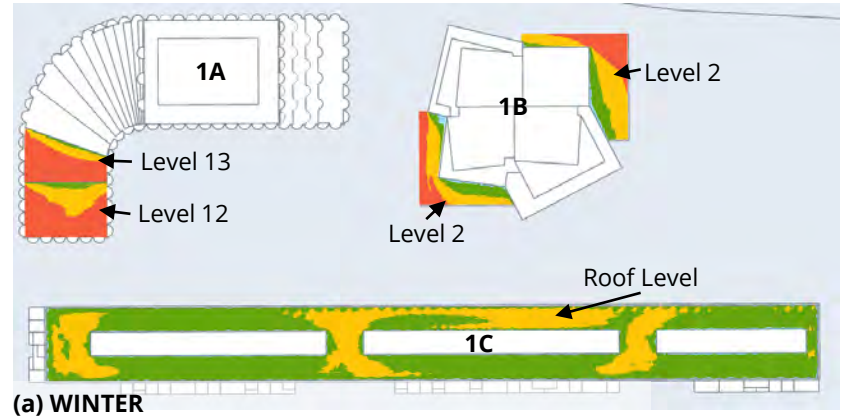 1A
1B
Level 2
Level 13
Level 12
Level 2
Roof Level
1C
(a) WINTER